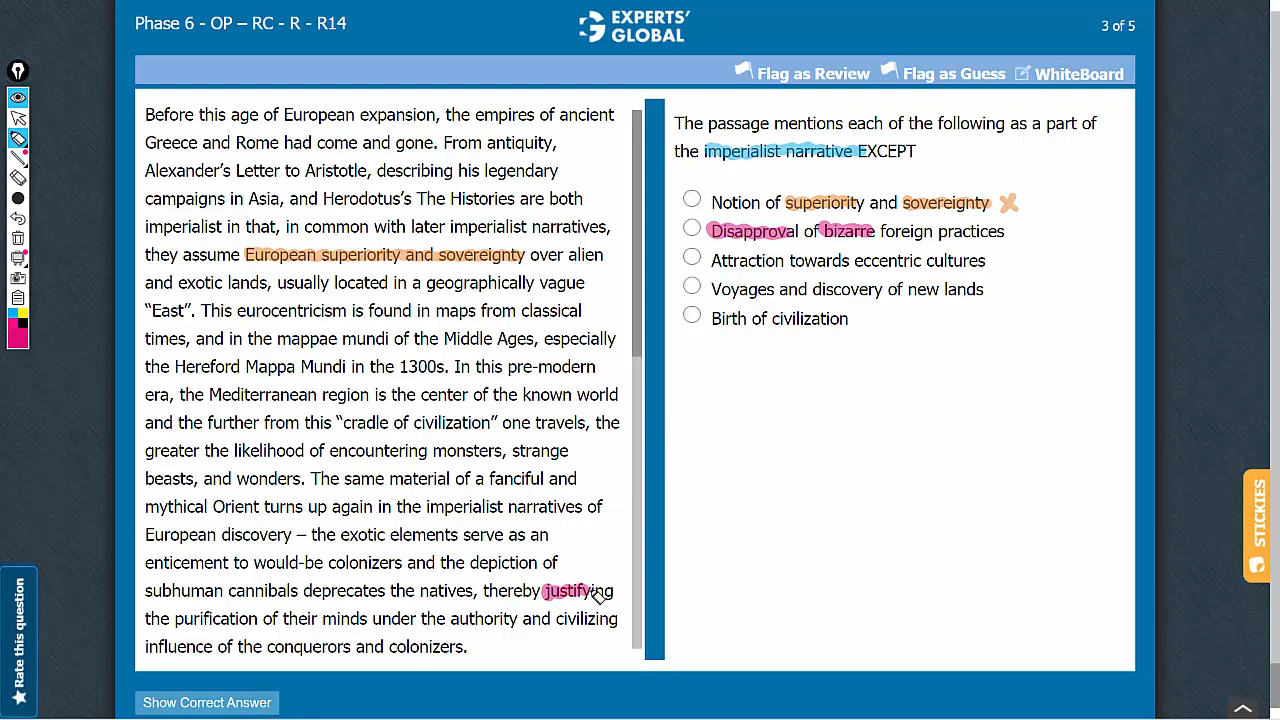 Phase 6 - OP – RC - R - R14
EXPERTS'
GLOBAL
3 of 5
Flag as Review
Flag as Guess
WhiteBoard
Before this age of European expansion, the empires of ancient
Greece and Rome had come and gone. From antiquity,
Alexander's Letter to Aristotle, describing his legendary
campaigns in Asia, and Herodotus's The Histories are both
imperialist in that, in common with later imperialist narratives,
they assume European superiority and sovereignty over alien
and exotic lands, usually located in a geographically vague
“East”. This eurocentricism is found in maps from classical
times, and in the mappae mundi of the Middle Ages, especially
the Hereford Mappa Mundi in the 1300s. In this pre-modern
era, the Mediterranean region is the center of the known world
and the further from this “cradle of civilization” one travels, the
greater the likelihood of encountering monsters, strange
beasts, and wonders. The same material of a fanciful and
mythical Orient turns up again in the imperialist narratives of
European discovery – the exotic elements serve as an
enticement to would-be colonizers and the depiction of
subhuman cannibals deprecates the natives, thereby justifying
the purification of their minds under the authority and civilizing
influence of the conquerors and colonizers.
The passage mentions each of the following as a part of
the imperialist narrative EXCEPT
Notion of superiority and sovereignty
Disapproval of bizarre foreign practices
Attraction towards eccentric cultures
Voyages and discovery of new lands
Birth of civilization
STICKIES
Rate this question
Show Correct Answer